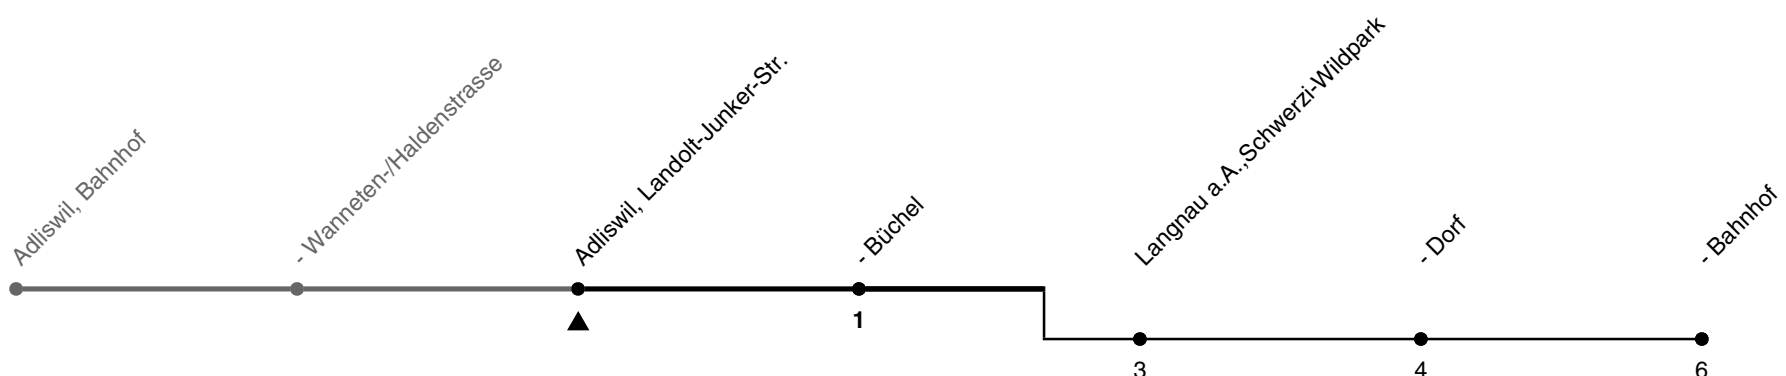 Adliswil, Bahnhof
- Wanneten-/Haldenstrasse
Adliswil, Landolt-Junker-Str.
- Büchel
Langnau a.A.,Schwerzi-Wildpark
- Dorf
- Bahnhof
1
3
4
6